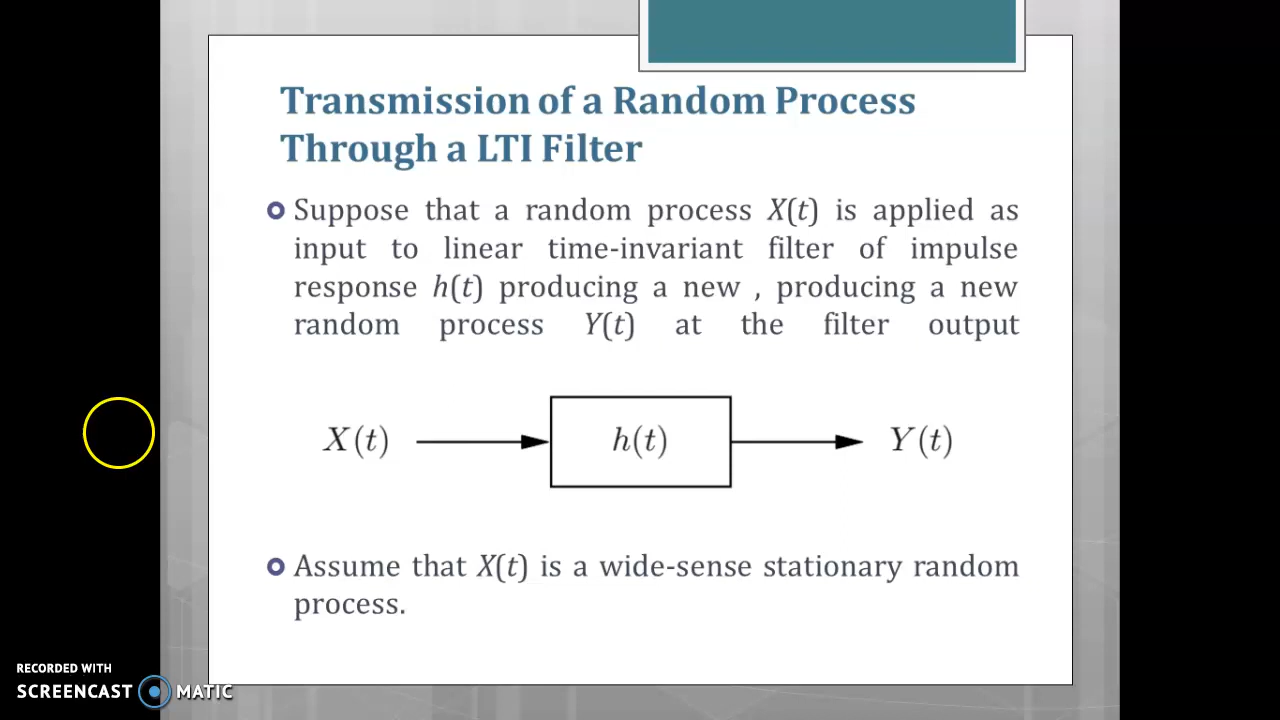 Transmission of a Random Process
Through a LTI Filter
Suppose that a random process X(t) is applied as
input to linear time-invariant filter of impulse
response h(t) producing a new , producing a new
random process Y(t) at the filter output
X(t) h(t) Y(t)
Assume that X(t) is a wide-sense stationary random
process.
RECORDED WITH
SCREENCAST MATIC